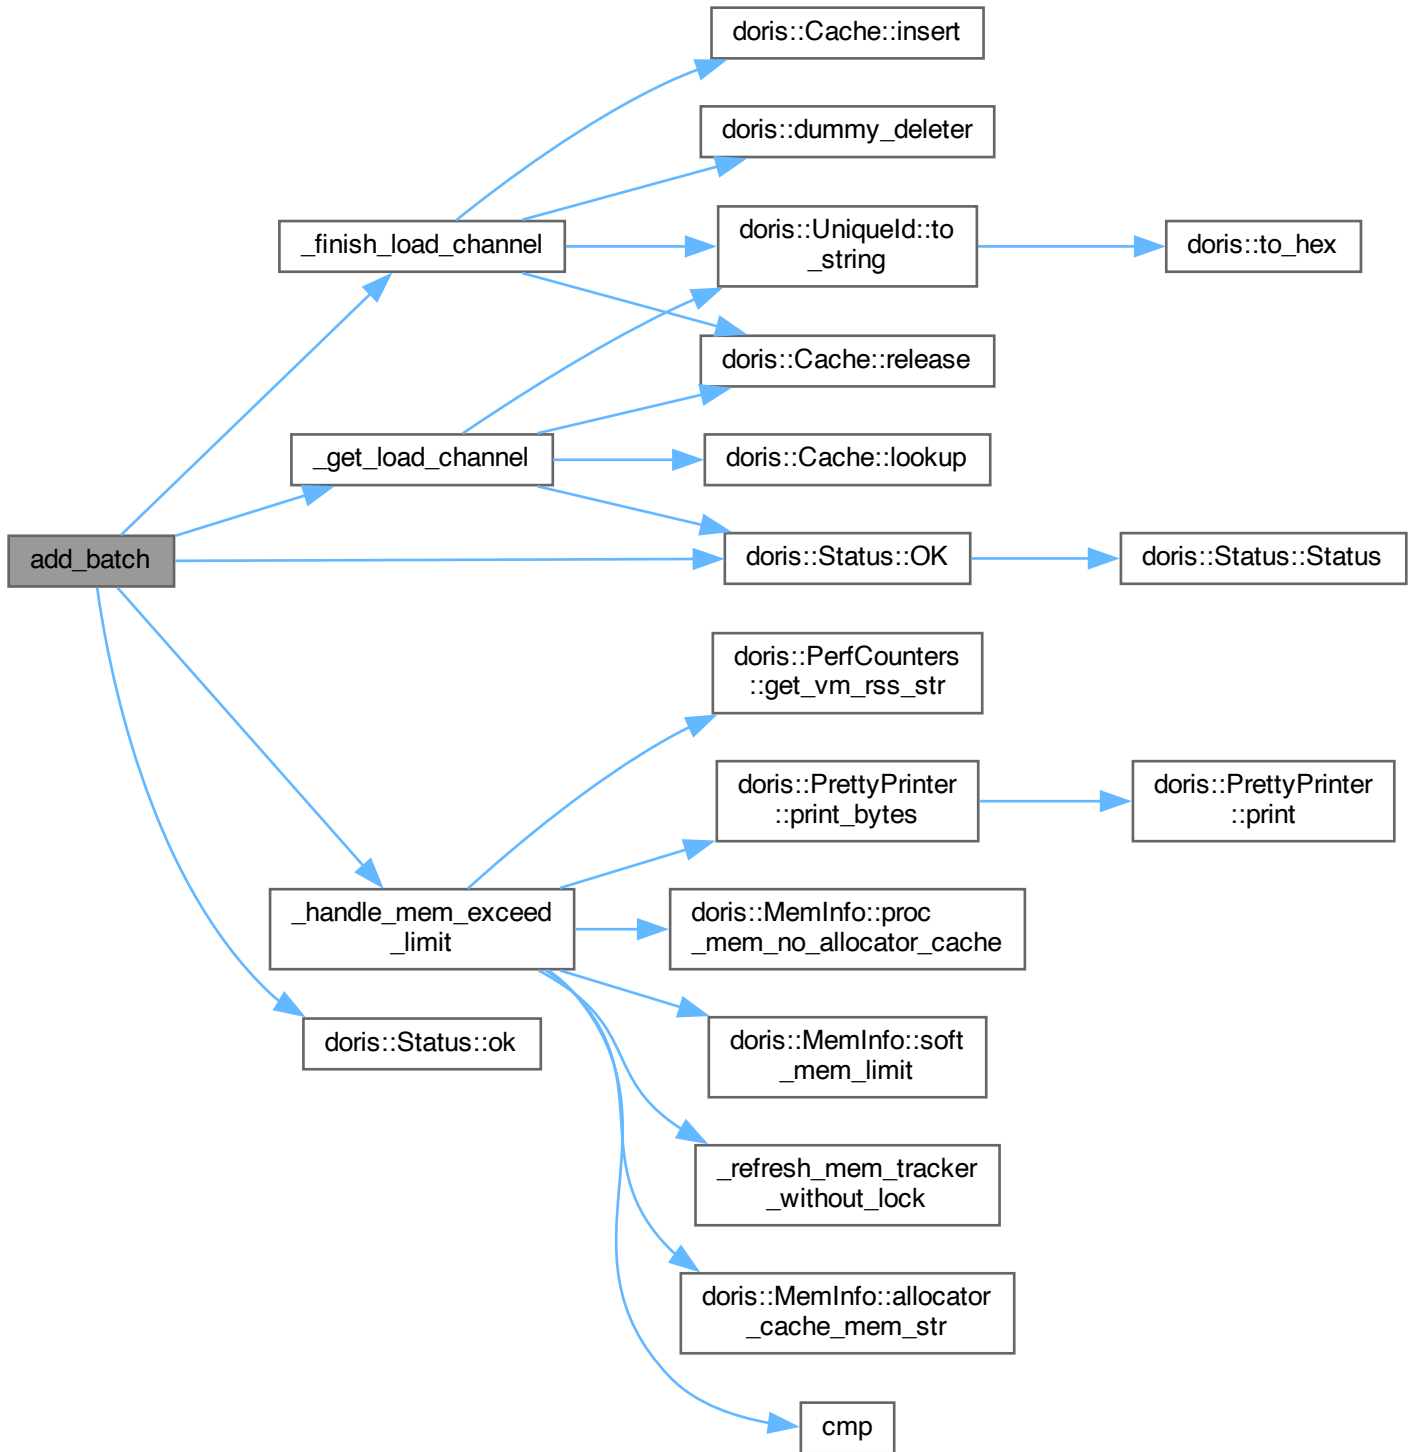 doris::Cache::insert
doris::dummy_deleter
_finish_load_channel
doris::UniqueId::to
_string
doris::to_hex
doris::Cache::release
_get_load_channel
doris::Cache::lookup
add_batch
doris::Status::OK
doris::Status::Status
doris::PerfCounters
::get_vm_rss_str
doris::PrettyPrinter
::print_bytes
doris::PrettyPrinter
::print
_handle_mem_exceed
_limit
doris::MemInfo::proc
_mem_no_allocator_cache
doris::Status::ok
doris::MemInfo::soft
_mem_limit
_refresh_mem_tracker
_without_lock
doris::MemInfo::allocator
_cache_mem_str
cmp